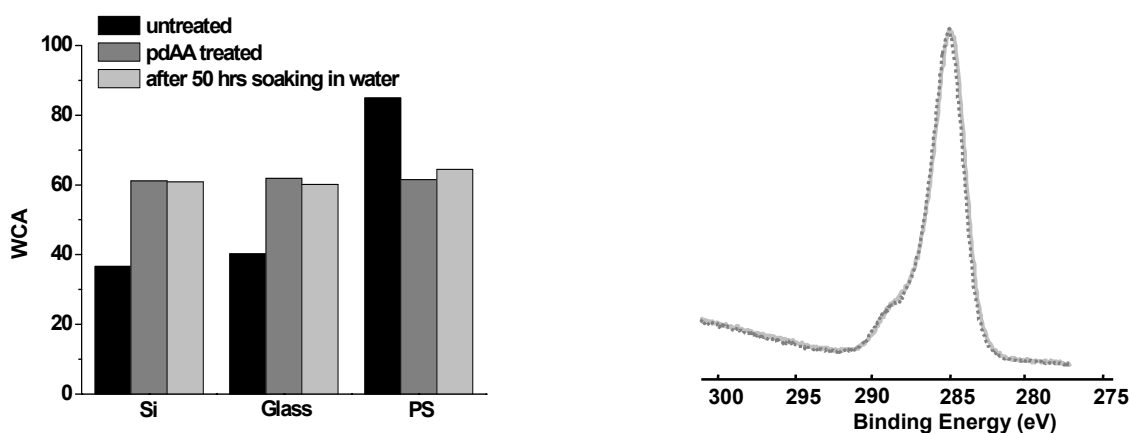 untreated
pdAA treated
after 50 hrs soaking in water
100
80
60
40
20
0
WCA
Si Glass PS
300 295 290 285 280 275
Binding Energy (eV)